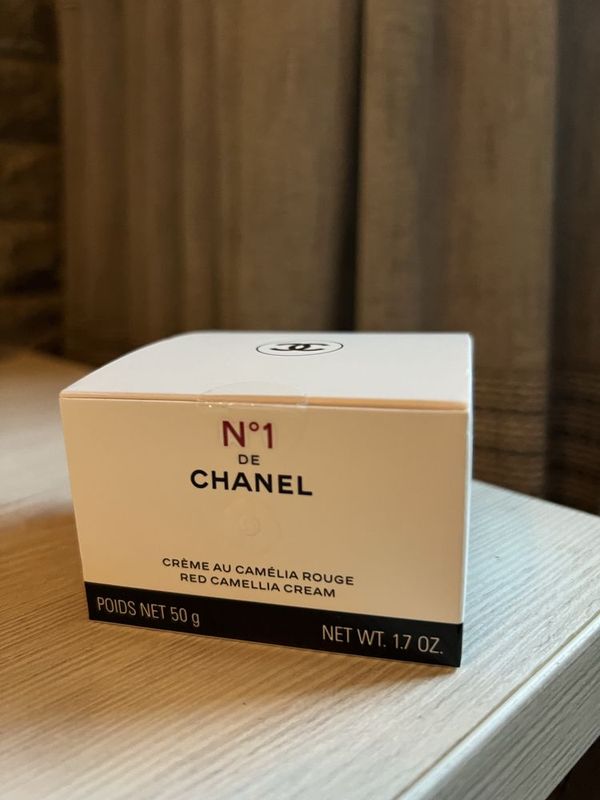 N°1
DE
CHANEL
CRÈME AU CAMÉLIA ROUGE
RED CAMELLIA CREAM
POIDS NET 50 g
NET WT. 1.7 OZ.